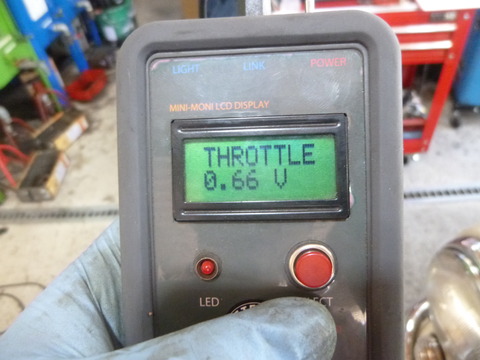 LIGHT LINK POWER
MINI-MONI LCD DISPLAY
THROTTLE
0.66 V
LED